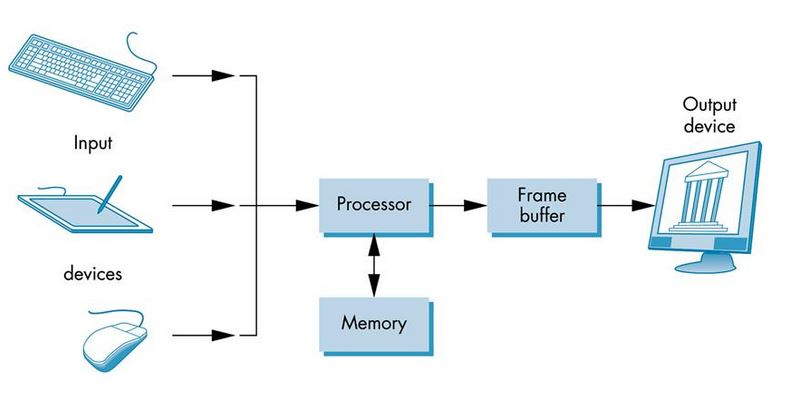 Input
devices
Processor
Memory
Frame
buffer
Output
device